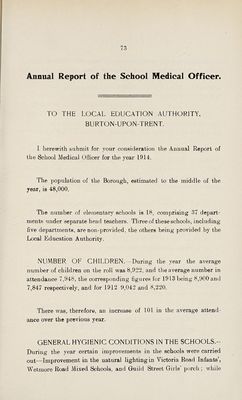 73
Annual Report of the School Medical Officer.
TO THE LOCAL EDUCATION AUTHORITY,
BURTON-UPON-TRENT.
I herewith submit for your consideration the Annual Report of
the School Medical Officer for the year 1914.
The population of the Borough, estimated to the middle of the
year, is 48,000.
The number of elementary schools is 18, comprising 37 depart-
ments under separate head teachers. Three of these schools, including
five departments, are non-provided, the others being provided by the
Local Education Authority.
NUMBER OF CHILDREN.—During the year the average
number of children on the roll was 8,922, and the average number in
attendance 7,948, the corresponding figures for 1913 being 8,900 and
7,847 respectively, and for 1912 9,042 and 8,220.
There was, therefore, an increase of 101 in the average attend-
ance over the previous year.
GENERAL HYGIENIC CONDITIONS IN THE SCHOOLS.—
During the year certain improvements in the schools were carried
out—Improvement in the natural lighting in Victoria Road Infants',
Wetmore Road Mixed Schools, and Guild Street Girls' porch; while